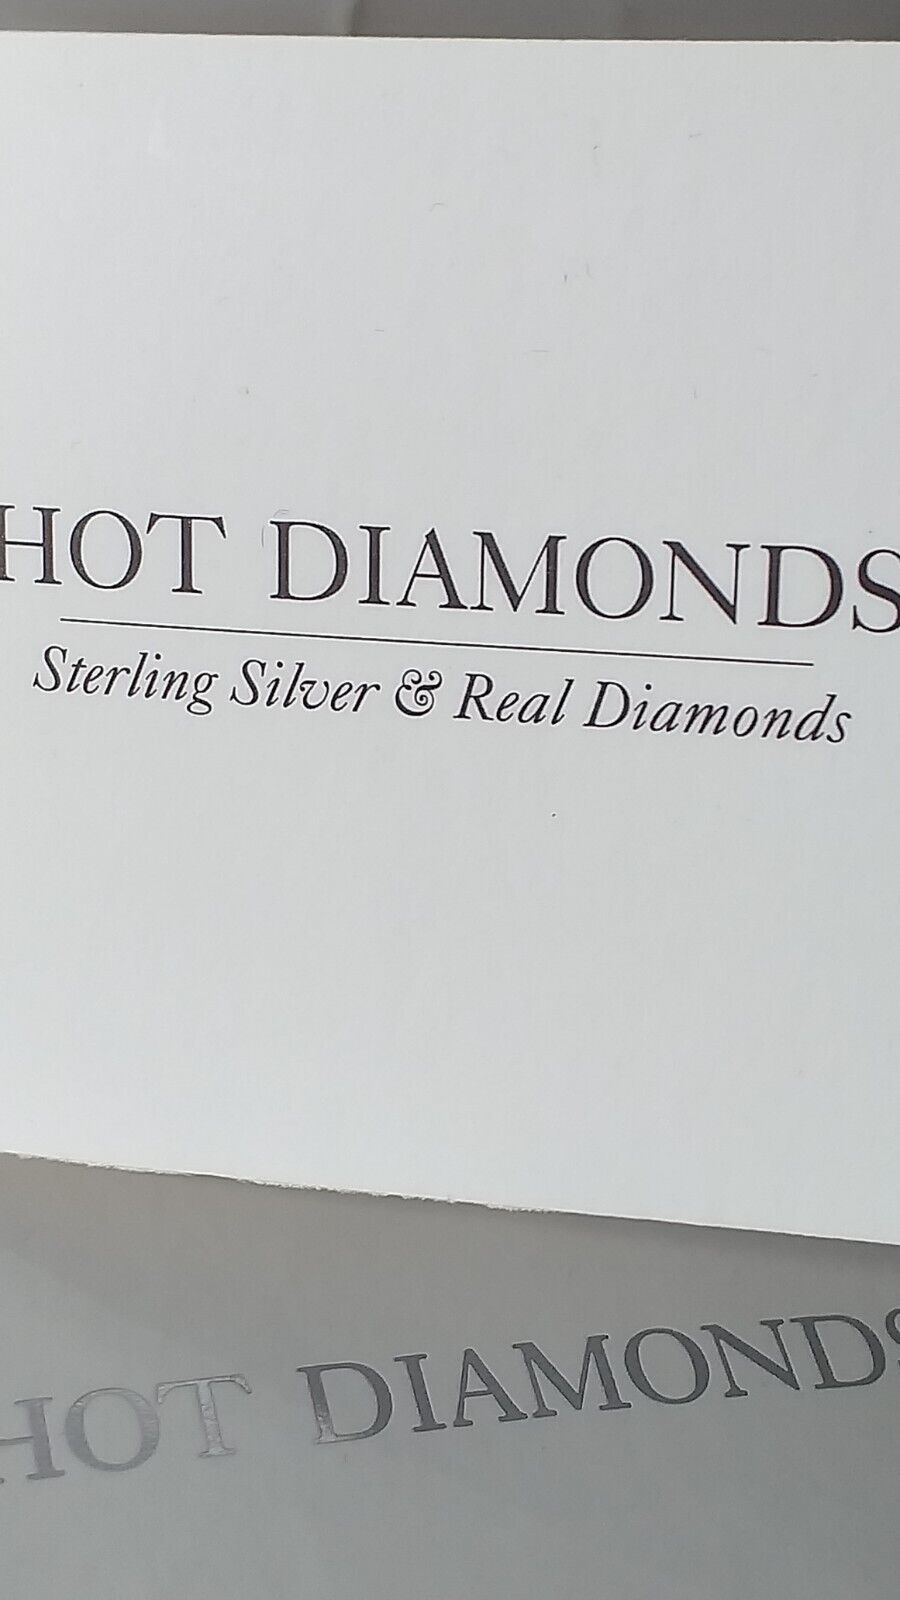 HOT DIAMONDS
Sterling Silver & Real Diamonds
HOT DIAMONDS